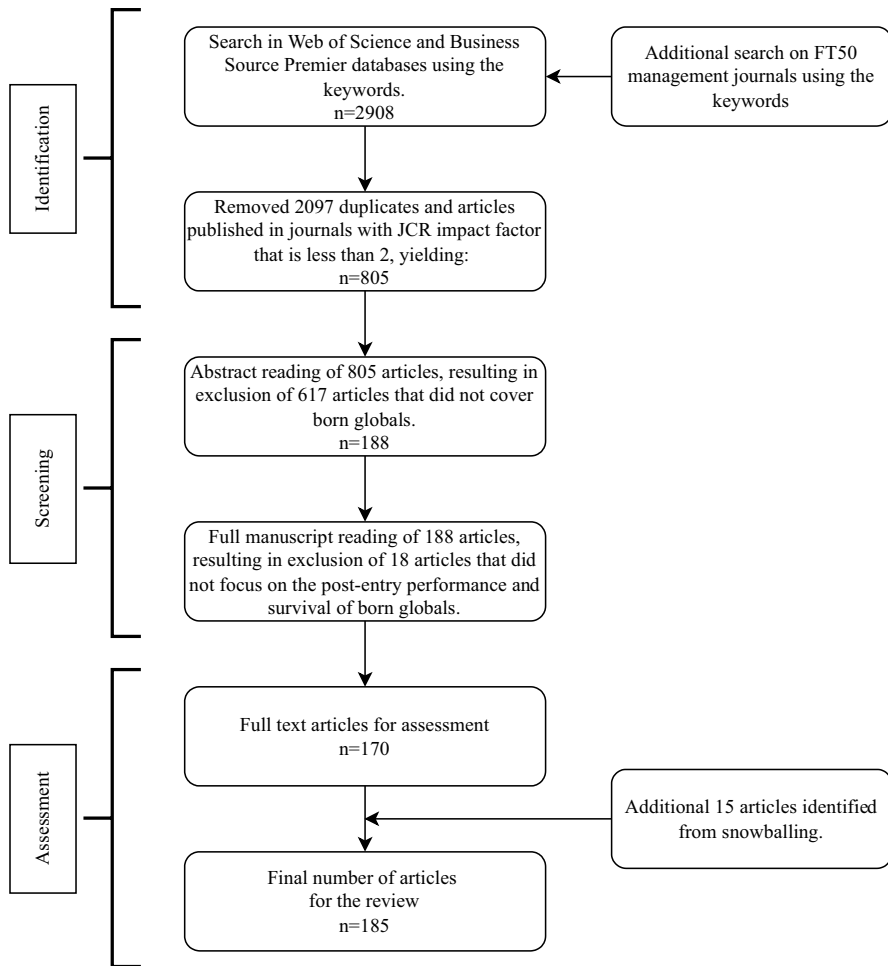 Identification
Search in Web of Science and Business
Source Premier databases using the
keywords.
n=2908
Additional search on FT50
management journals using the
keywords
Removed 2097 duplicates and articles
published in journals with JCR impact factor
that is less than 2, yielding:
n=805
Screening
Abstract reading of 805 articles, resulting in
exclusion of 617 articles that did not cover
born globals.
n=188
Full manuscript reading of 188 articles,
resulting in exclusion of 18 articles that did
not focus on the post-entry performance and
survival of born globals.
Assessment
Full text articles for assessment
n=170
Additional 15 articles identified
from snowballing.
Final number of articles
for the review
n=185